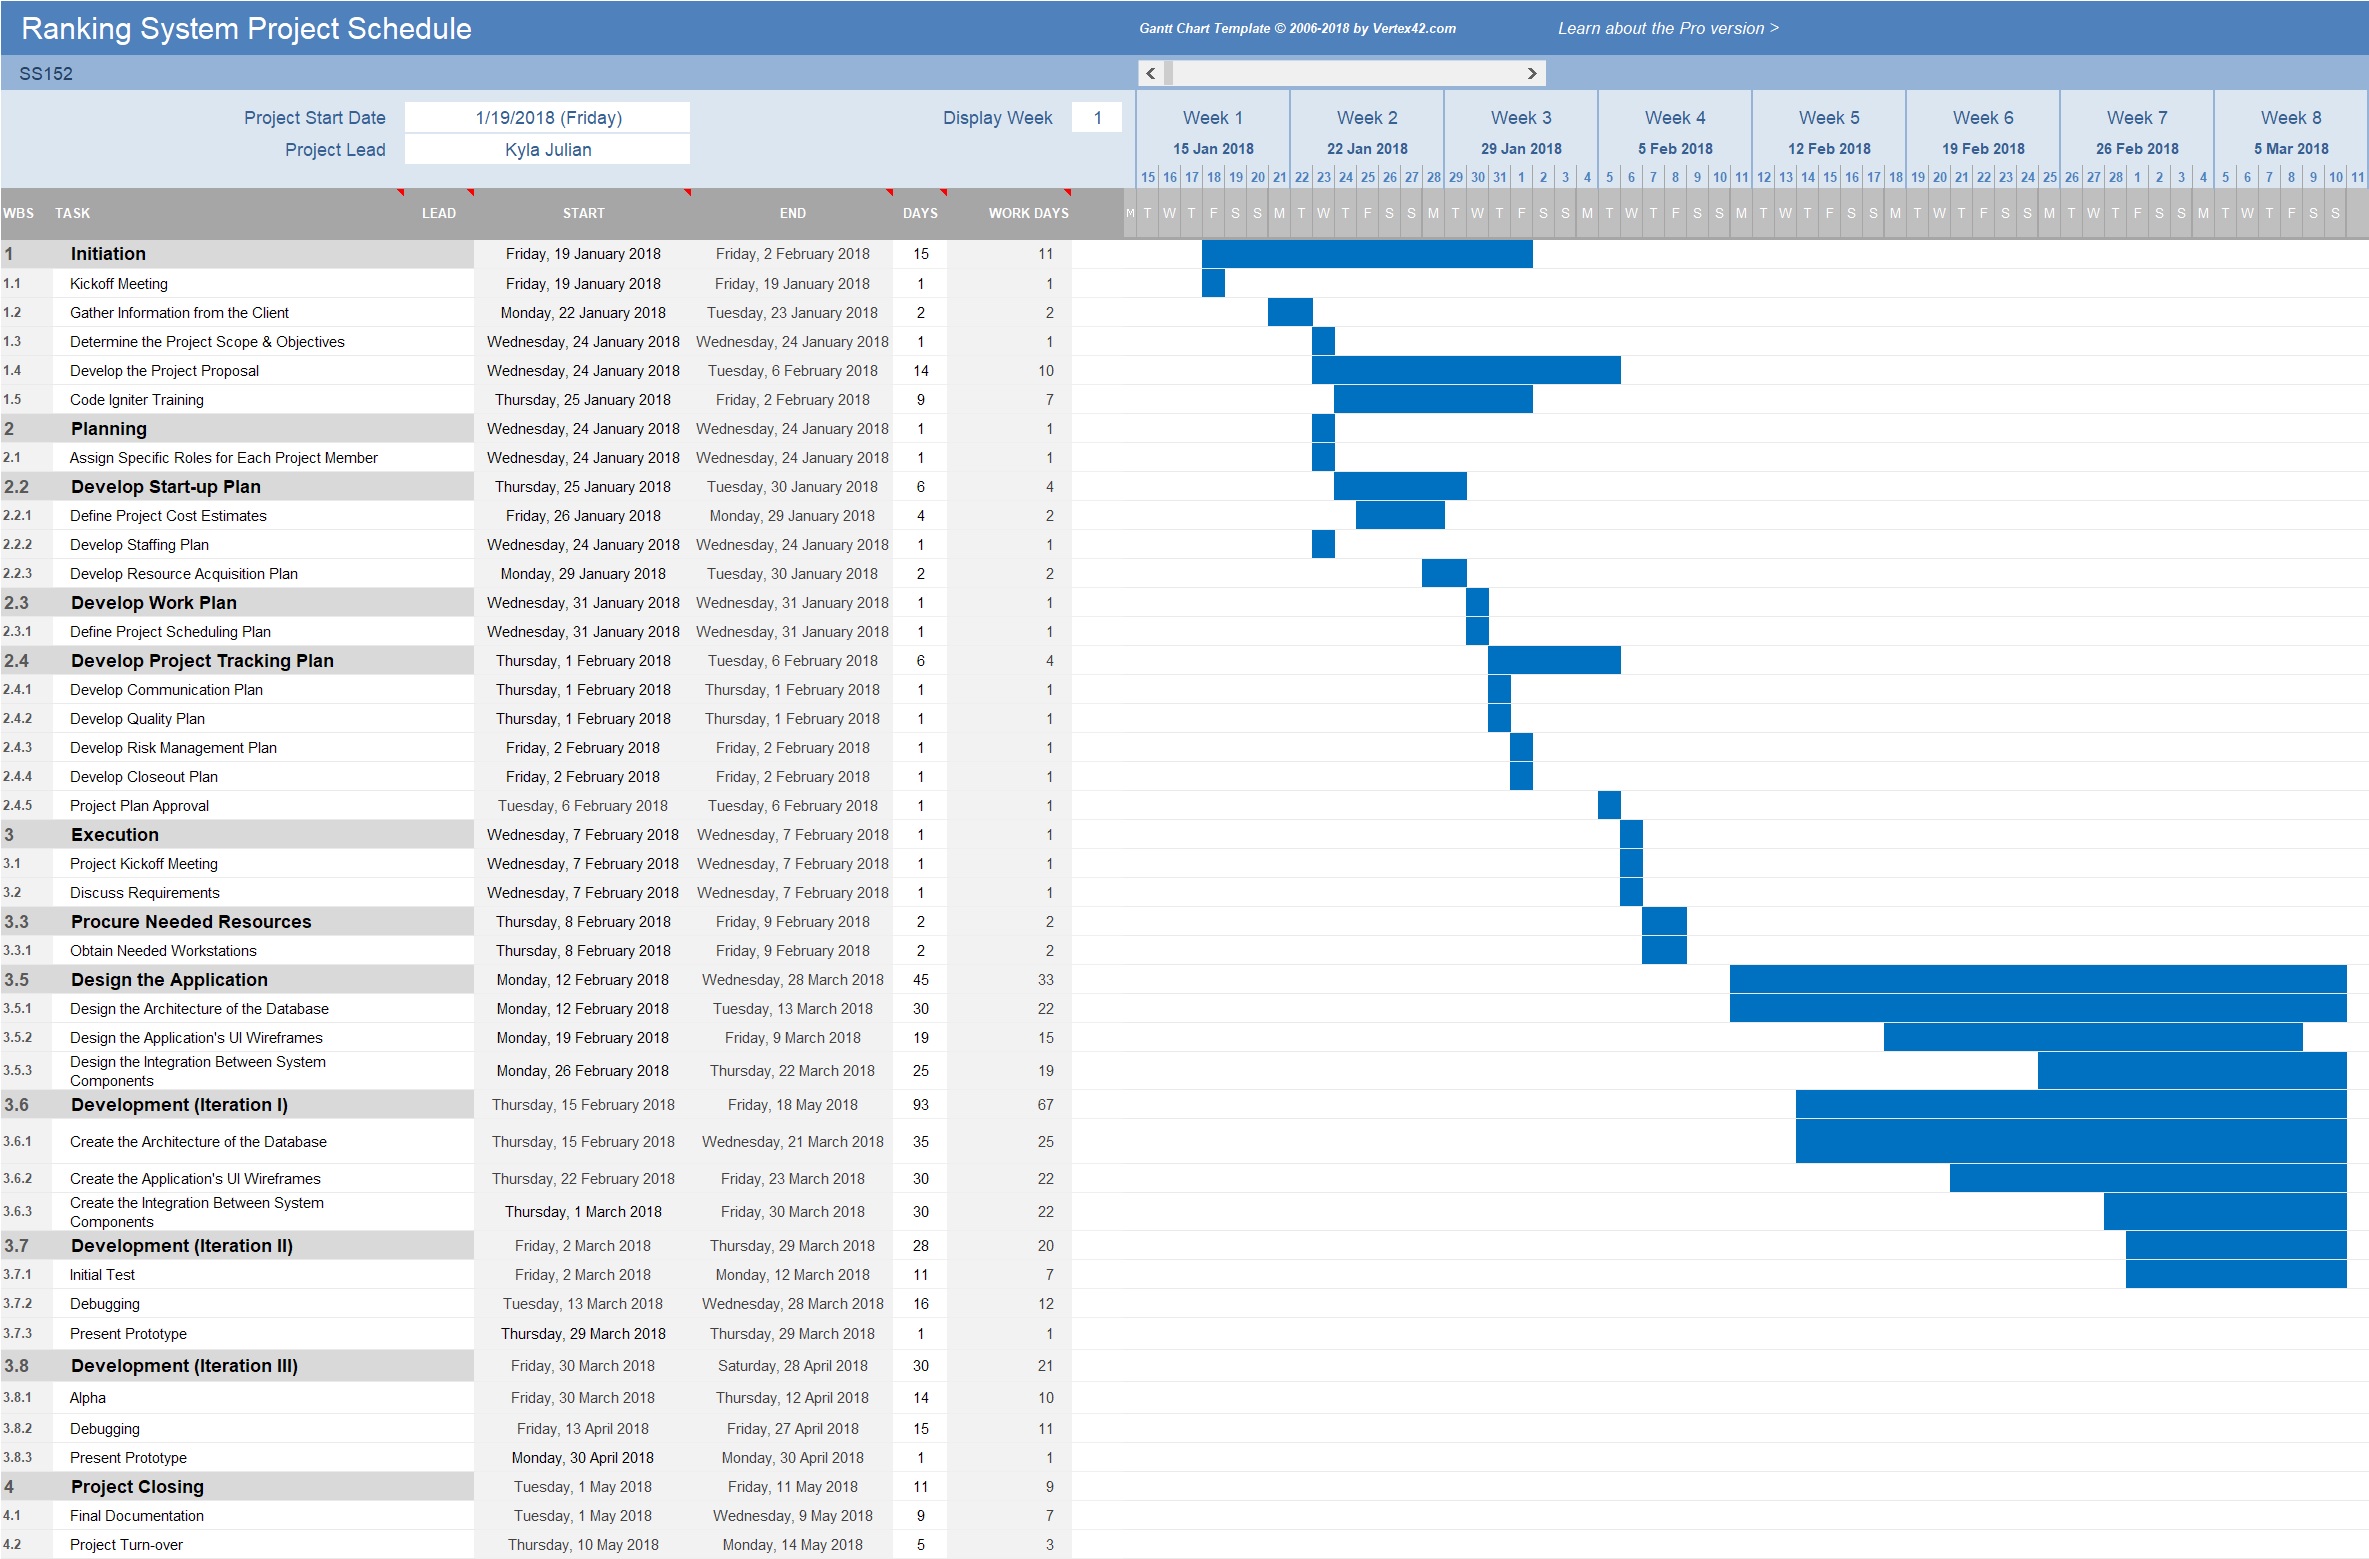 Ranking System Project Schedule Gantt Chart Template © 2006-2018 by Vertex42.com Learn about the Pro version >
SS152
Project Start Date 1/19/2018 (Friday) Display Week 1 Week 1 Week 2 Week 3 Week 4 Week 5 Week 6 Week 7 Week 8
Project Lead Kyla Julian 15 Jan 2018 22 Jan 2018 29 Jan 2018 5 Feb 2018 12 Feb 2018 19 Feb 2018 26 Feb 2018 5 Mar 2018
15 16 17 18 19 20 21 22 23 24 25 26 27 28 29 30 31 1 2 3 4 5 6 7 8 9 10 11 12 13 14 15 16 17 18 19 20 21 22 23 24 25 26 27 28 1 2 3 4 5 6 7 8 9 10 11
WBS TASK LEAD START END DAYS WORK DAYS M T W T F S S M T W T F S S M T W T F S S M T W T F S S M T W T F S S M T W T F S S M T W T F S S M T W T F S S
1 Initiation Friday, 19 January 2018 Friday, 2 February 2018 15 11
1.1 Kickoff Meeting Friday, 19 January 2018 Friday, 19 January 2018 1 1
1.2 Gather Information from the Client Monday, 22 January 2018 Tuesday, 23 January 2018 2 2
1.3 Determine the Project Scope & Objectives Wednesday, 24 January 2018 Wednesday, 24 January 2018 1 1
1.4 Develop the Project Proposal Wednesday, 24 January 2018 Tuesday, 6 February 2018 14 10
1.5 Code Igniter Training Thursday, 25 January 2018 Friday, 2 February 2018 9 7
2 Planning Wednesday, 24 January 2018 Wednesday, 24 January 2018 1 1
2.1 Assign Specific Roles for Each Project Member Wednesday, 24 January 2018 Wednesday, 24 January 2018 1 1
2.2 Develop Start-up Plan Thursday, 25 January 2018 Tuesday, 30 January 2018 6 4
2.2.1 Define Project Cost Estimates Friday, 26 January 2018 Monday, 29 January 2018 4 2
2.2.2 Develop Staffing Plan Wednesday, 24 January 2018 Wednesday, 24 January 2018 1 1
2.2.3 Develop Resource Acquisition Plan Monday, 29 January 2018 Tuesday, 30 January 2018 2 2
2.3 Develop Work Plan Wednesday, 31 January 2018 Wednesday, 31 January 2018 1 1
2.3.1 Define Project Scheduling Plan Wednesday, 31 January 2018 Wednesday, 31 January 2018 1 1
2.4 Develop Project Tracking Plan Thursday, 1 February 2018 Tuesday, 6 February 2018 6 4
2.4.1 Develop Communication Plan Thursday, 1 February 2018 Thursday, 1 February 2018 1 1
2.4.2 Develop Quality Plan Thursday, 1 February 2018 Thursday, 1 February 2018 1 1
2.4.3 Develop Risk Management Plan Friday, 2 February 2018 Friday, 2 February 2018 1 1
2.4.4 Develop Closeout Plan Friday, 2 February 2018 Friday, 2 February 2018 1 1
2.4.5 Project Plan Approval Tuesday, 6 February 2018 Tuesday, 6 February 2018 1 1
3 Execution Wednesday, 7 February 2018 Wednesday, 7 February 2018 1 1
3.1 Project Kickoff Meeting Wednesday, 7 February 2018 Wednesday, 7 February 2018 1 1
3.2 Discuss Requirements Wednesday, 7 February 2018 Wednesday, 7 February 2018 1 1
3.3 Procure Needed Resources Thursday, 8 February 2018 Friday, 9 February 2018 2 2
3.3.1 Obtain Needed Workstations Thursday, 8 February 2018 Friday, 9 February 2018 2 2
3.5 Design the Application Monday, 12 February 2018 Wednesday, 28 March 2018 45 33
3.5.1 Design the Architecture of the Database Monday, 12 February 2018 Tuesday, 13 March 2018 30 22
3.5.2 Design the Application's UI Wireframes Monday, 19 February 2018 Friday, 9 March 2018 19 15
3.5.3 Design the Integration Between System
Components Monday, 26 February 2018 Thursday, 22 March 2018 25 19
3.6 Development (Iteration I) Thursday, 15 February 2018 Friday, 18 May 2018 93 67
3.6.1 Create the Architecture of the Database Thursday, 15 February 2018 Wednesday, 21 March 2018 35 25
3.6.2 Create the Application's UI Wireframes Thursday, 22 February 2018 Friday, 23 March 2018 30 22
3.6.3 Create the Integration Between System
Components Thursday, 1 March 2018 Friday, 30 March 2018 30 22
3.7 Development (Iteration II) Friday, 2 March 2018 Thursday, 29 March 2018 28 20
3.7.1 Initial Test Friday, 2 March 2018 Monday, 12 March 2018 11 7
3.7.2 Debugging Tuesday, 13 March 2018 Wednesday, 28 March 2018 16 12
3.7.3 Present Prototype Thursday, 29 March 2018 Thursday, 29 March 2018 1 1
3.8 Development (Iteration III) Friday, 30 March 2018 Saturday, 28 April 2018 30 21
3.8.1 Alpha Friday, 30 March 2018 Thursday, 12 April 2018 14 10
3.8.2 Debugging Friday, 13 April 2018 Friday, 27 April 2018 15 11
3.8.3 Present Prototype Monday, 30 April 2018 Monday, 30 April 2018 1 1
4 Project Closing Tuesday, 1 May 2018 Friday, 11 May 2018 11 9
4.1 Final Documentation Tuesday, 1 May 2018 Wednesday, 9 May 2018 9 7
4.2 Project Turn-over Thursday, 10 May 2018 Monday, 14 May 2018 5 3